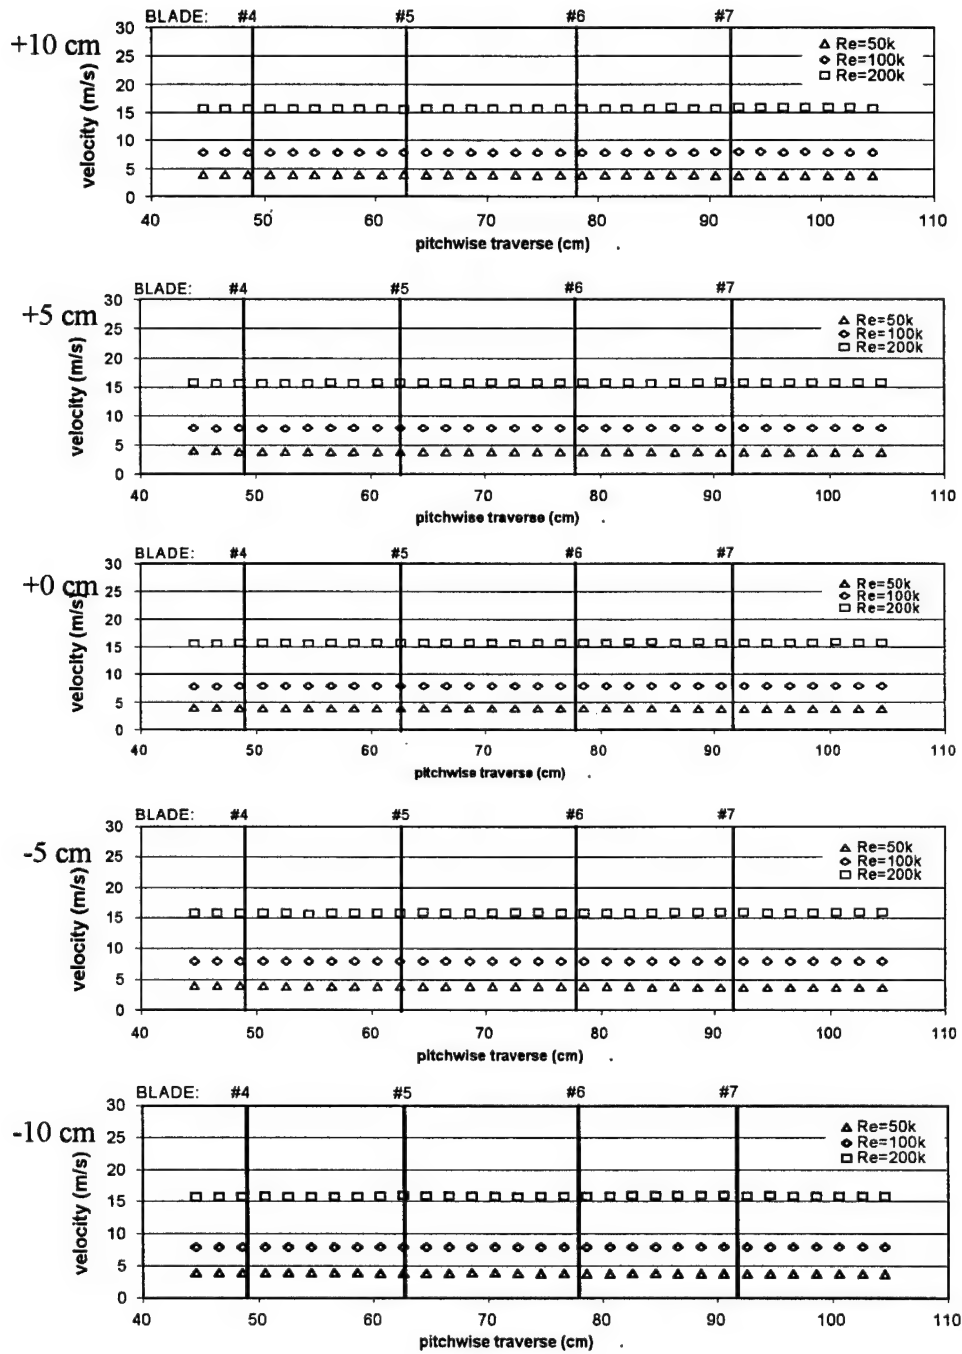 BLADE: #4 #5 #6 #7
+10 cm
30
25
20
15
10
5
0
velocity (m/s)
Re=50k
Re=100k
Re=200k
40 50 60 70 80 90 100 110
pitchwise traverse (cm)
BLADE: #4 #5 #6 #7
+5 cm
30
25
20
15
10
5
0
velocity (m/s)
Re=50k
Re=100k
Re=200k
40 50 60 70 80 90 100 110
pitchwise traverse (cm)
BLADE: #4 #5 #6 #7
+0 cm
30
25
20
15
10
5
0
velocity (m/s)
Re=50k
Re=100k
Re=200k
40 50 60 70 80 90 100 110
pitchwise traverse (cm)
BLADE: #4 #5 #6 #7
-5 cm
30
25
20
15
10
5
0
velocity (m/s)
Re=50k
Re=100k
Re=200k
40 50 60 70 80 90 100 110
pitchwise traverse (cm)
BLADE: #4 #5 #6 #7
-10 cm
30
25
20
15
10
5
0
velocity (m/s)
Re=50k
Re=100k
Re=200k
40 50 60 70 80 90 100 110
pitchwise traverse (cm)